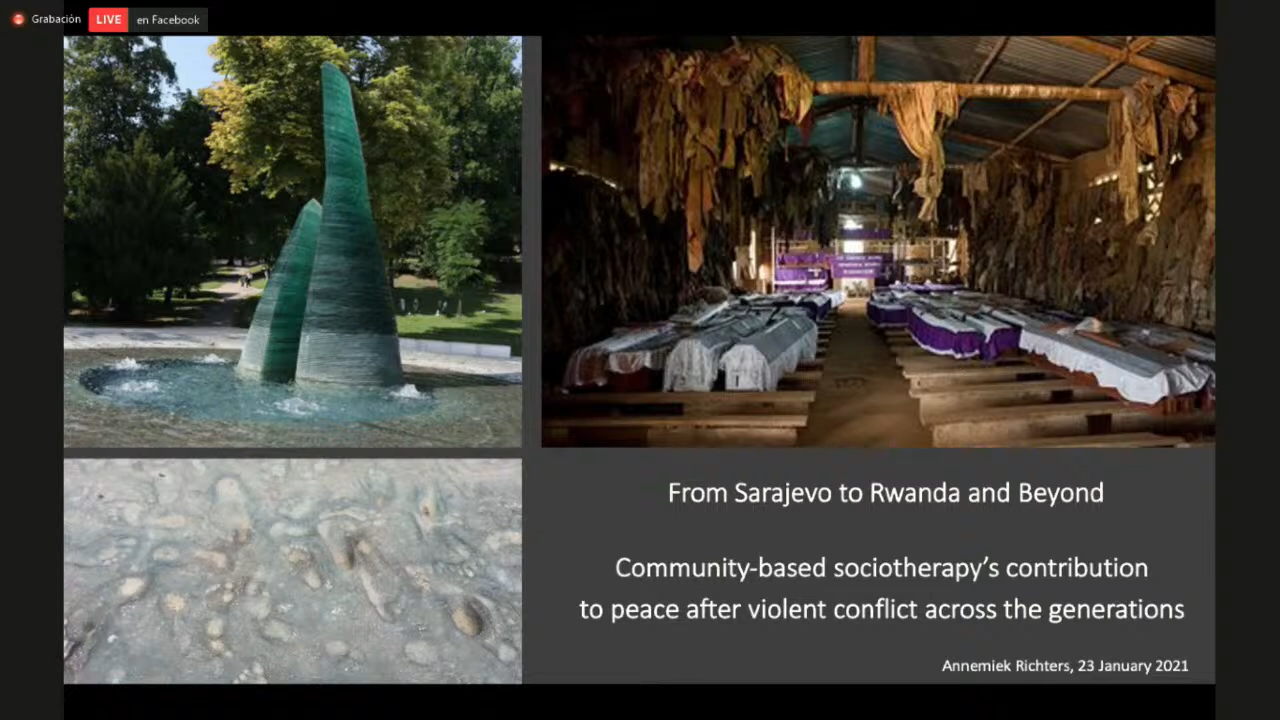 Grabación
LIVE
en Facebook
From Sarajevo to Rwanda and Beyond
Community-based sociotherapy’s contribution
to peace after violent conflict across the generations
Annemiek Richters, 23 January 2021